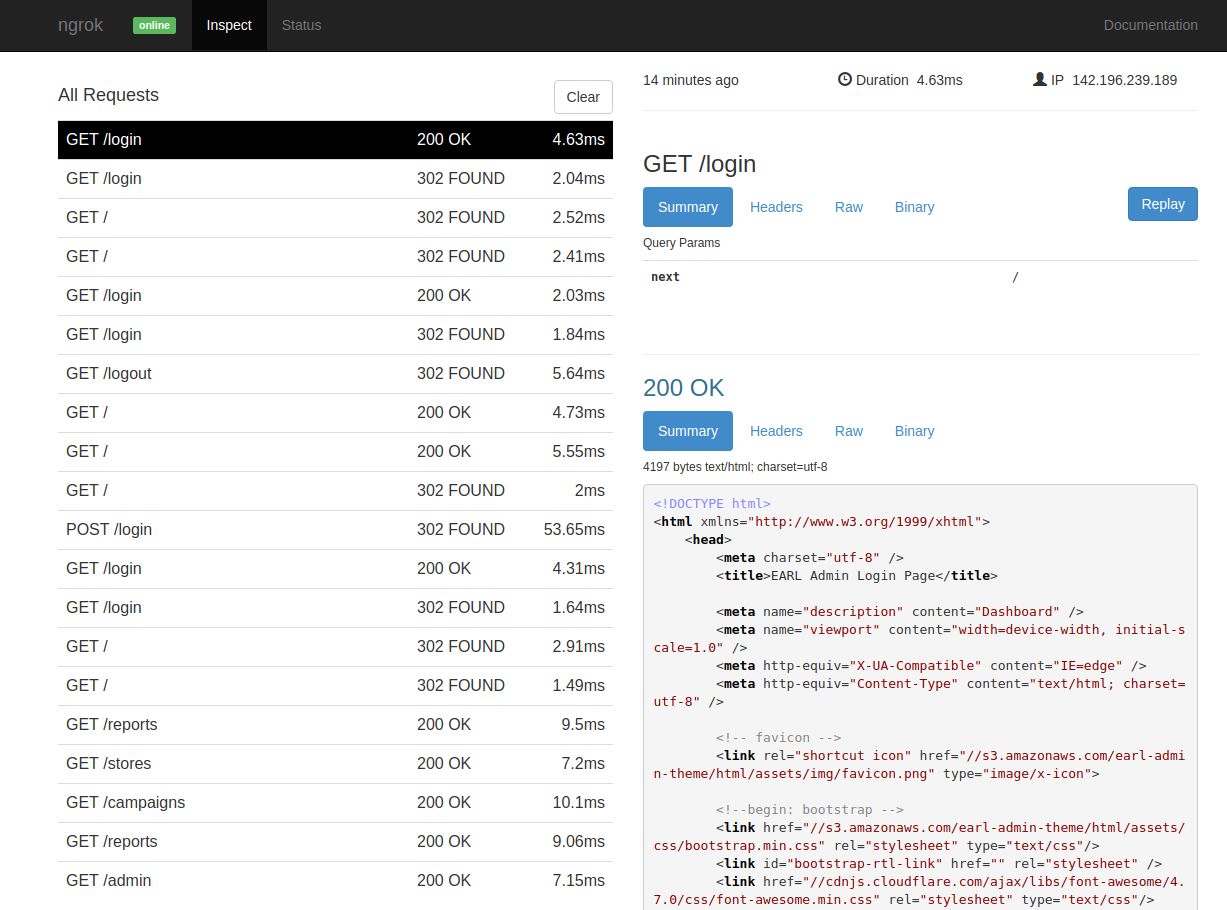 ngrok online Inspect Status Documentation
All Requests Clear
GET /login 200 OK 4.63ms
GET /login 302 FOUND 2.04ms
GET / 302 FOUND 2.52ms
GET / 302 FOUND 2.41ms
GET /login 200 OK 2.03ms
GET /login 302 FOUND 1.84ms
GET /logout 302 FOUND 5.64ms
GET / 200 OK 4.73ms
GET / 200 OK 5.55ms
GET / 302 FOUND 2ms
POST /login 302 FOUND 53.65ms
GET /login 200 OK 4.31ms
GET /login 302 FOUND 1.64ms
GET / 302 FOUND 2.91ms
GET / 302 FOUND 1.49ms
GET /reports 200 OK 9.5ms
GET /stores 200 OK 7.2ms
GET /campaigns 200 OK 10.1ms
GET /reports 200 OK 9.06ms
GET /admin 200 OK 7.15ms
14 minutes ago Duration 4.63ms IP 142.196.239.189
GET /login
Summary Headers Raw Binary Replay
Query Params
next /
200 OK
Summary Headers Raw Binary
4197 bytes text/html; charset=utf-8
<!DOCTYPE html>
<html xmlns="http://www.w3.org/1999/xhtml">
    <head>
        <meta charset="utf-8" />
        <title>EARL Admin Login Page</title>
        <meta name="description" content="Dashboard" />
        <meta name="viewport" content="width=device-width, initial-s
cale=1.0" />
        <meta http-equiv="X-UA-Compatible" content="IE=edge" />
        <meta http-equiv="Content-Type" content="text/html; charset=
utf-8" />
        <!-- favicon -->
        <link rel="shortcut icon" href="//s3.amazonaws.com/earl-admi
n-theme/html/assets/img/favicon.png" type="image/x-icon">
        <!--begin: bootstrap -->
        <link href="//s3.amazonaws.com/earl-admin-theme/html/assets/
css/bootstrap.min.css" rel="stylesheet" type="text/css"/>
        <link id="bootstrap-rtl-link" href="" rel="stylesheet" />
        <link href="//cdnjs.cloudflare.com/ajax/libs/font-awesome/4.
7.0/css/font-awesome.min.css" rel="stylesheet" type="text/css"/>